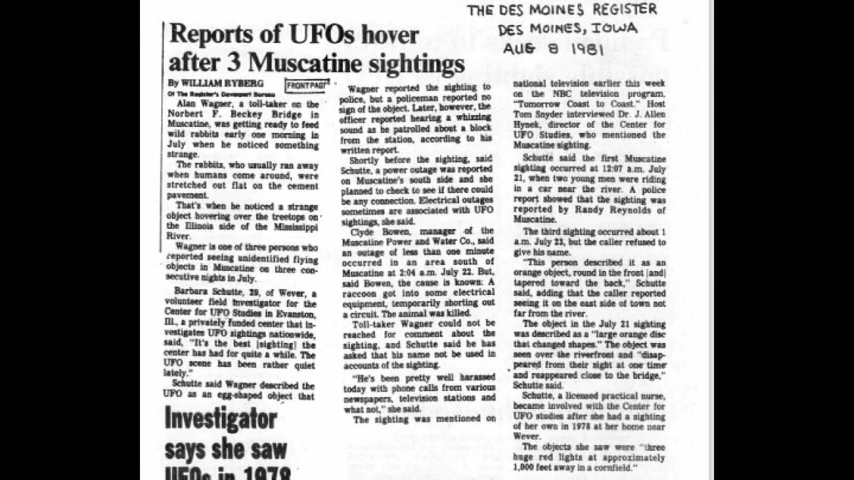 THE DES MOINES REGISTER
DES MOINES, IOWA
AUG 8 1981
Reports of UFOs hover
after 3 Muscatine sightings
By WILLIAM RYBERG
FRONT PAGE
Of The Register's Davenport Bureau
Alan Wagner, a toll-taker on the
Norbert F. Beckey Bridge in
Muscatine, was getting ready to feed
wild rabbits early one morning in
July when he noticed something
strange.
The rabbits, who usually ran away
when humans come around, were
stretched out flat on the cement
pavement.
That's when he noticed a strange
object hovering over the treetops on
the Illinois side of the Mississippi
River.
Wagner is one of three persons who
reported seeing unidentified flying
objects in Muscatine on three con-
secutive nights in July.
Barbara Schutte, 29, of Wever, a
volunteer field investigator for the
Center for UFO Studies in Evanston,
Ill., a privately funded center that in-
vestigates UFO sightings nationwide,
said, "It's the best [sighting] the
center has had for quite a while. The
UFO scene has been rather quiet
lately."
Schutte said Wagner described the
UFO as an egg-shaped object that
Investigator
says she saw
UFOs in 1978
Wagner reported the sighting to
police, but a policeman reported no
sign of the object. Later, however, the
officer reported hearing a whizzing
sound as he patrolled about a block
from the station, according to his
written report.
Shortly before the sighting, said
Schutte, a power outage was reported
on Muscatine's south side and she
planned to check to see if there could
be any connection. Electrical outages
sometimes are associated with UFO
sightings, she said.
Clyde Bowen, manager of the
Muscatine Power and Water Co., said
an outage of less than one minute
occurred in an area south of
Muscatine at 2:04 a.m. July 22. But,
said Bowen, the cause is known: A
raccoon got into some electrical
equipment, temporarily shorting out
a circuit. The animal was killed.
Toll-taker Wagner could not be
reached for comment about the
sighting, and Schutte said he has
asked that his name not be used in
accounts of the sighting.
"He's been pretty well harassed
today with phone calls from various
newspapers, television stations and
what not," she said.
The sighting was mentioned on
national television earlier this week
on the NBC television program,
"Tomorrow Coast to Coast." Host
Tom Snyder interviewed Dr. J. Allen
Hynek, director of the Center for
UFO Studies, who mentioned the
Muscatine sighting.
Schutte said the first Muscatine
sighting occurred at 12:07 a.m. July
21, when two young men were riding
in a car near the river. A police
report showed that the sighting was
reported by Randy Reynolds of
Muscatine.
The third sighting occurred about 1
a.m. July 23, but the caller refused to
give his name.
"This person described it as an
orange object, round in the front [and]
tapered toward the back," Schutte
said, adding that the caller reported
seeing it on the east side of town not
far from the river.
The object in the July 21 sighting
was described as a "large orange disc
that changed shapes." The object was
seen over the riverfront and "disap-
peared from their sight at one time
and reappeared close to the bridge,"
Schutte said.
Schutte, a licensed practical nurse,
became involved with the Center for
UFO studies after she had a sighting
of her own in 1978 at her home near
Wever.
The objects she saw were "three
huge red lights at approximately
1,000 feet away in a cornfield."